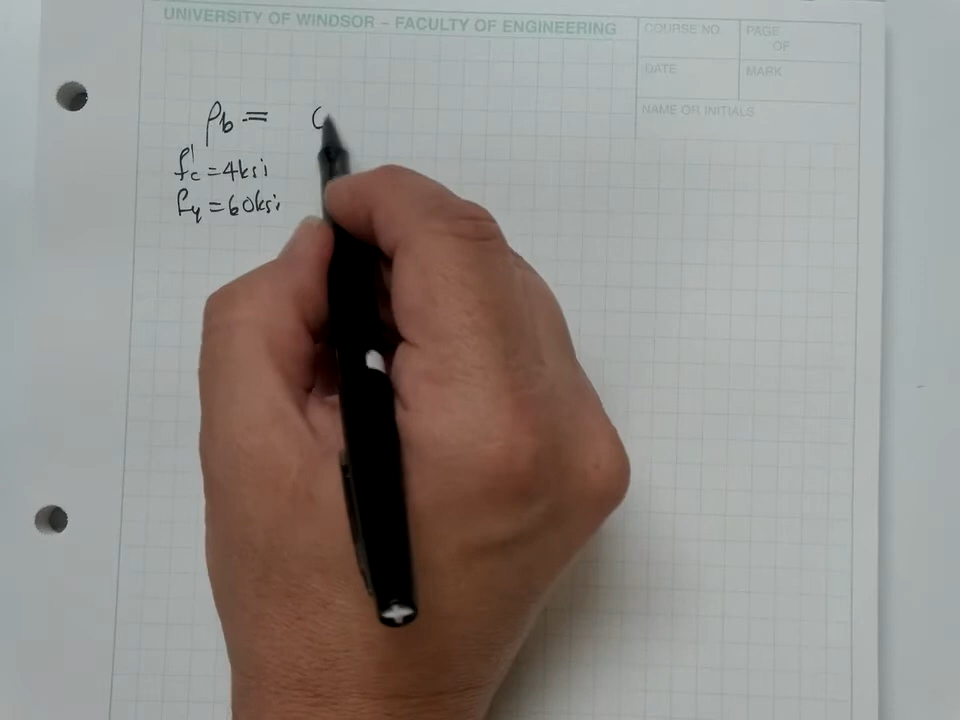 UNIVERSITY OF WINDSOR – FACULTY OF ENGINEERING
COURSE NO.
PAGE
OF
DATE
MARK
NAME OR INITIALS
ρb =
f'c = 4ksi
fy = 60ksi